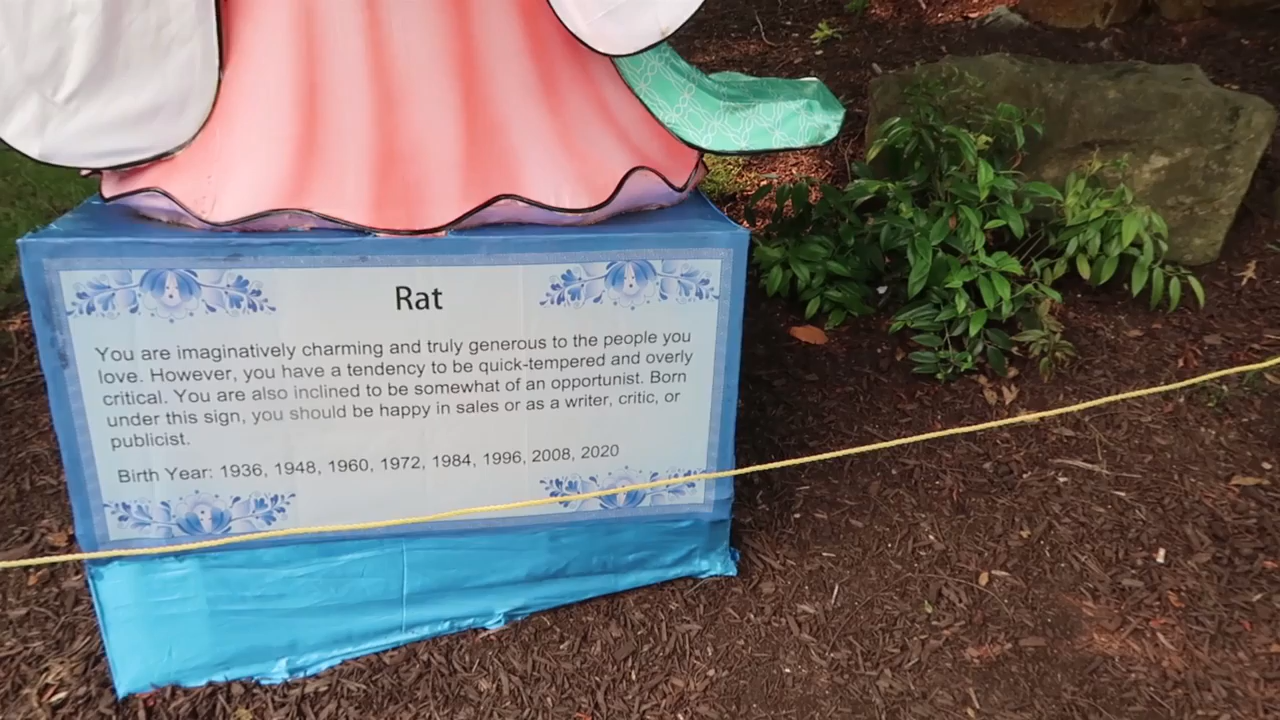 Rat
You are imaginatively charming and truly generous to the people you
love. However, you have a tendency to be quick-tempered and overly
critical. You are also inclined to be somewhat of an opportunist. Born
under this sign, you should be happy in sales or as a writer, critic, or
publicist.
Birth Year: 1936, 1948, 1960, 1972, 1984, 1996, 2008, 2020